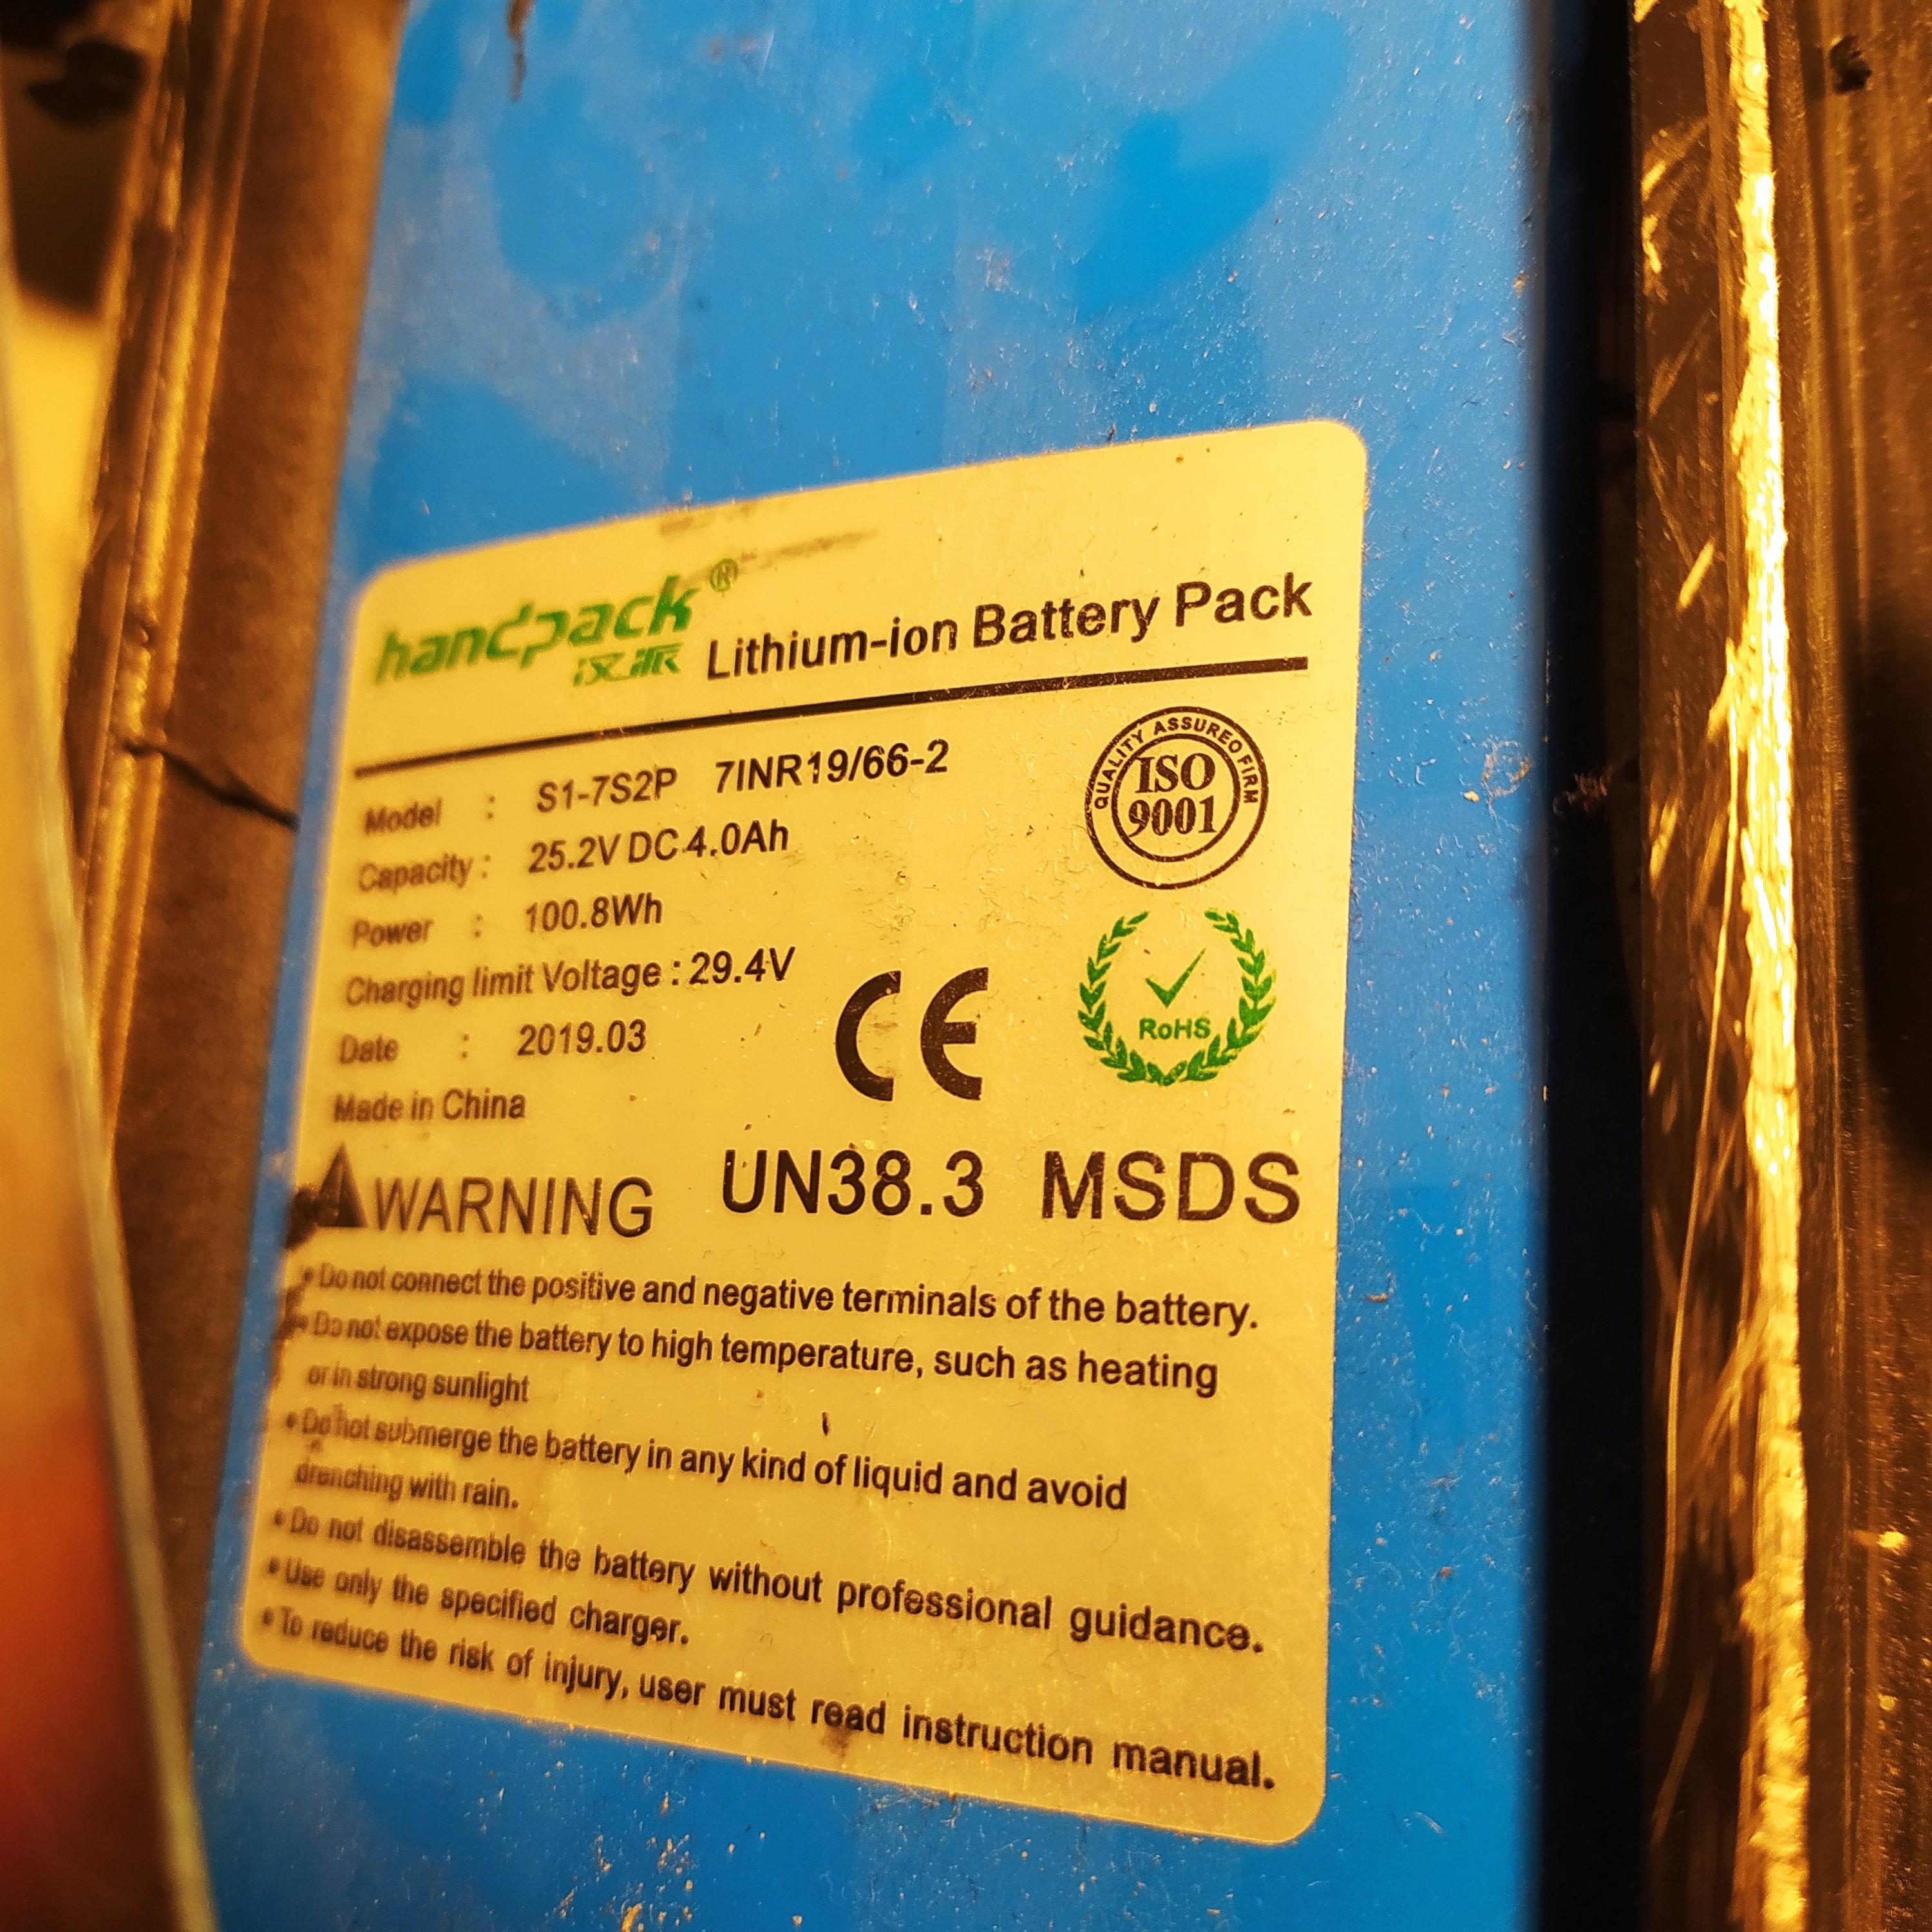 handpack®
汉派 Lithium-ion Battery Pack
Model : S1-7S2P 7INR19/66-2
Capacity : 25.2V DC 4.0Ah
Power : 100.8Wh
Charging limit Voltage : 29.4V
Date : 2019.03
Made in China
QUALITY ASSUREO FIRM
ISO
9001
CE
RoHS
WARNING UN38.3 MSDS
• Do not connect the positive and negative terminals of the battery.
• Do not expose the battery to high temperature, such as heating
or in strong sunlight
• Do not submerge the battery in any kind of liquid and avoid
drenching with rain.
• Do not disassemble the battery without professional guidance.
• Use only the specified charger.
• To reduce the risk of injury, user must read instruction manual.